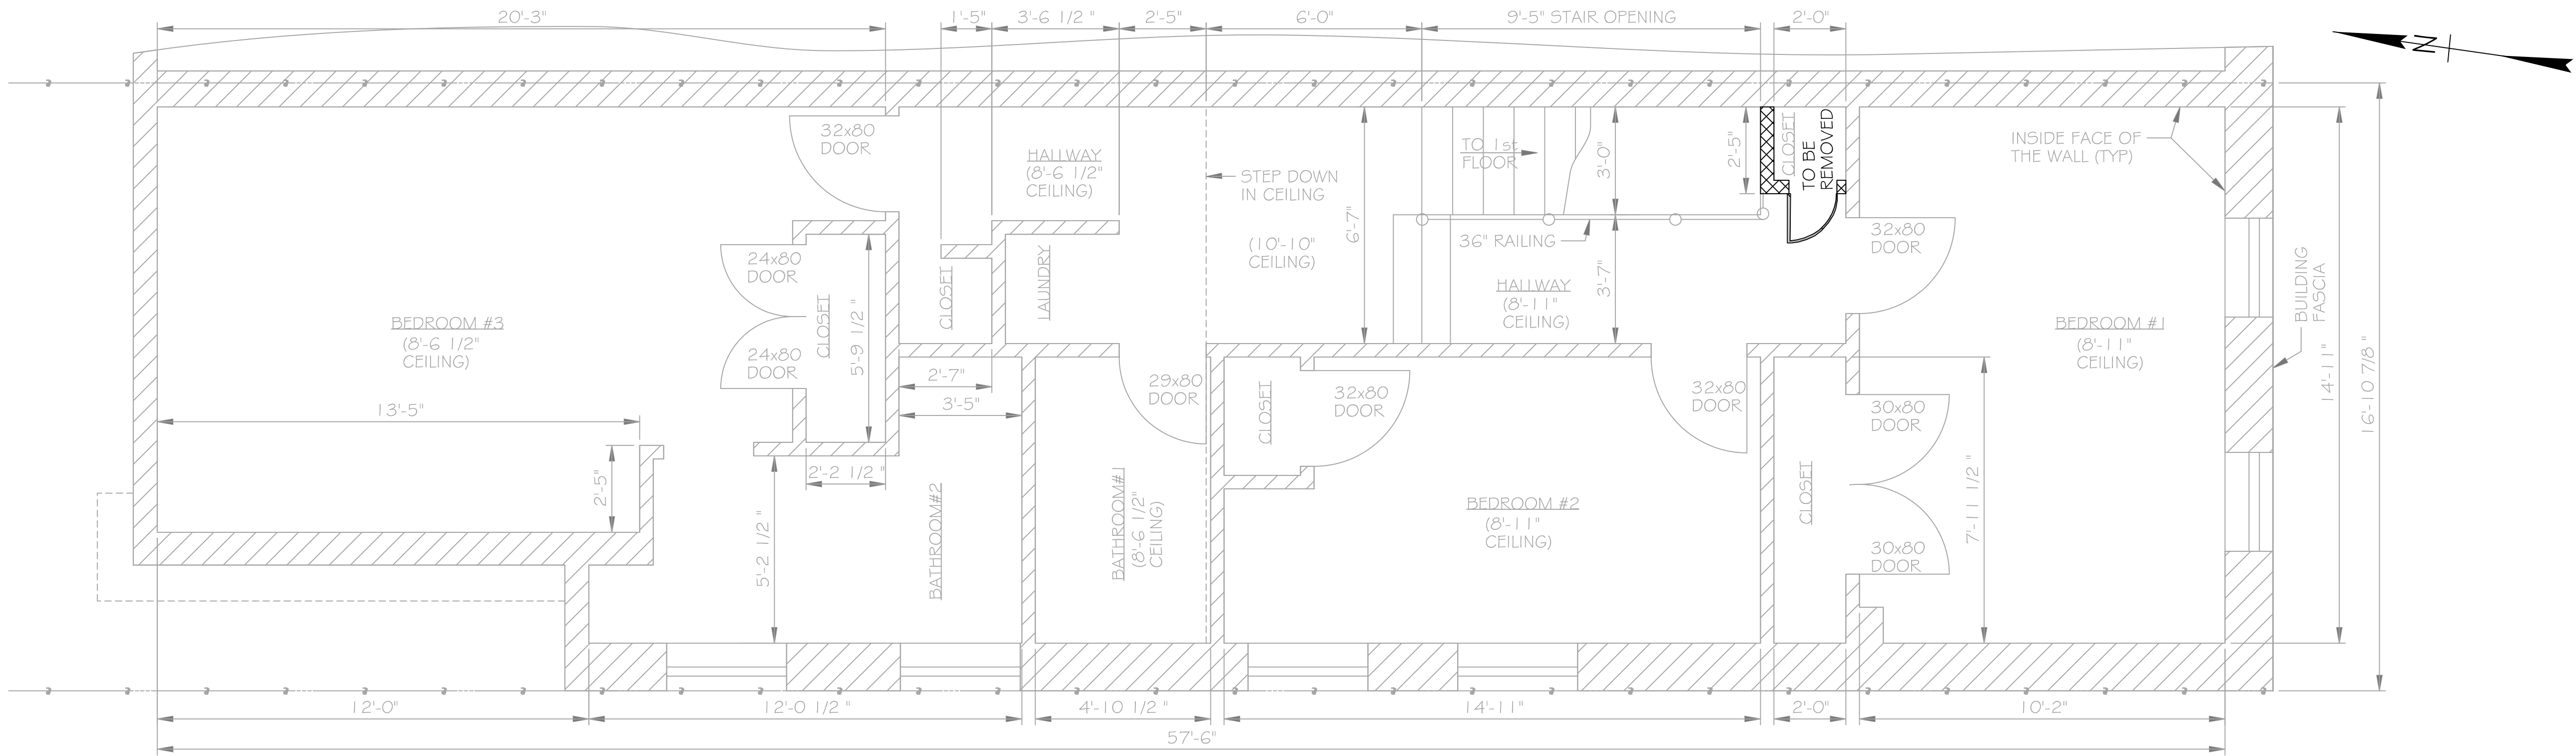 20'-3"
1'-5"
3'-6 1/2 "
2'-5"
6'-0"
9'-5" STAIR OPENING
2'-0"
N
32x80
DOOR
HALLWAY
(8'-6 1/2"
CEILING)
STEP DOWN
IN CEILING
(10'-10"
CEILING)
6'-7"
TO 1st
FLOOR
3'-0"
2'-5"
CLOSET
TO BE
REMOVED
INSIDE FACE OF
THE WALL (TYP)
36" RAILING
3'-7"
HALLWAY
(8'-11"
CEILING)
32x80
DOOR
BUILDING
FASCIA
14'-11"
16'-10 7/8 "
BEDROOM #1
(8'-11"
CEILING)
BEDROOM #3
(8'-6 1/2"
CEILING)
24x80
DOOR
24x80
DOOR
CLOSET
5'-9 1/2 "
CLOSET
LAUNDRY
2'-7"
3'-5"
13'-5"
2'-5"
2'-2 1/2 "
5'-2 1/2 "
BATHROOM#2
BATHROOM#1
(8'-6 1/2"
CEILING)
29x80
DOOR
CLOSET
32x80
DOOR
32x80
DOOR
BEDROOM #2
(8'-11"
CEILING)
CLOSET
30x80
DOOR
30x80
DOOR
7'-11 1/2 "
12'-0"
12'-0 1/2 "
4'-10 1/2 "
14'-11"
2'-0"
10'-2"
57'-6"